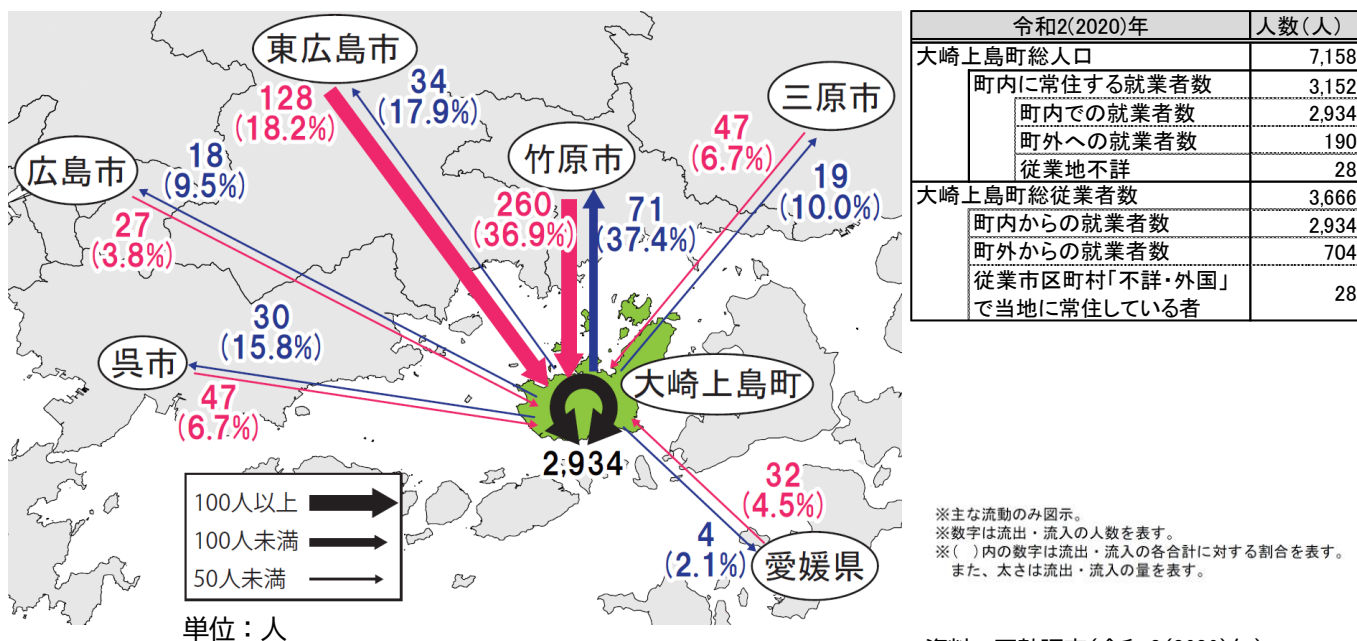 東広島市
34
(17.9%)
128
(18.2%)
三原市
47
(6.7%)
19
(10.0%)
竹原市
260
(36.9%)
71
(37.4%)
広島市
18
(9.5%)
27
(3.8%)
呉市
30
(15.8%)
47
(6.7%)
大崎上島町
2,934
32
(4.5%)
4
(2.1%)
愛媛県
100人以上
100人未満
50人未満
単位：人
令和2(2020)年 人数(人)
大崎上島町総人口 7,158
町内に常住する就業者数 3,152
町内での就業者数 2,934
町外への就業者数 190
従業地不詳 28
大崎上島町総従業者数 3,666
町内からの就業者数 2,934
町外からの就業者数 704
従業市区町村「不詳・外国」
で当地に常住している者 28
※主な流動のみ図示。
※数字は流出・流入の人数を表す。
※( )内の数字は流出・流入の各合計に対する割合を表す。
また、太さは流出・流入の量を表す。